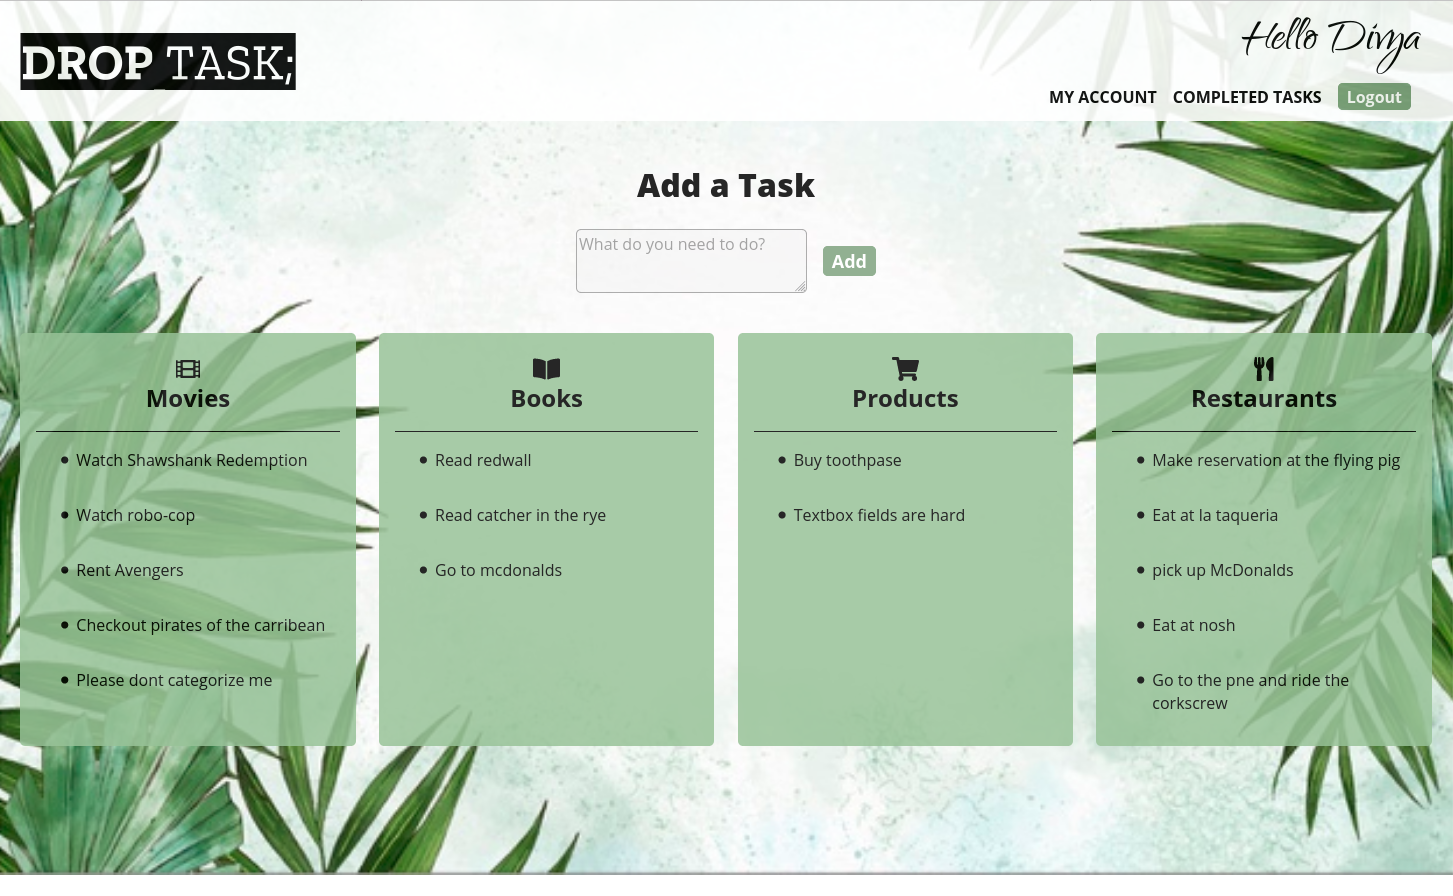 DROP TASK;
Hello Divya
MY ACCOUNT COMPLETED TASKS Logout
Add a Task
What do you need to do?
Add
Movies
Watch Shawshank Redemption
Watch robo-cop
Rent Avengers
Checkout pirates of the carribean
Please dont categorize me
Books
Read redwall
Read catcher in the rye
Go to mcdonalds
Products
Buy toothpase
Textbox fields are hard
Restaurants
Make reservation at the flying pig
Eat at la taqueria
pick up McDonalds
Eat at nosh
Go to the pne and ride the
corkscrew